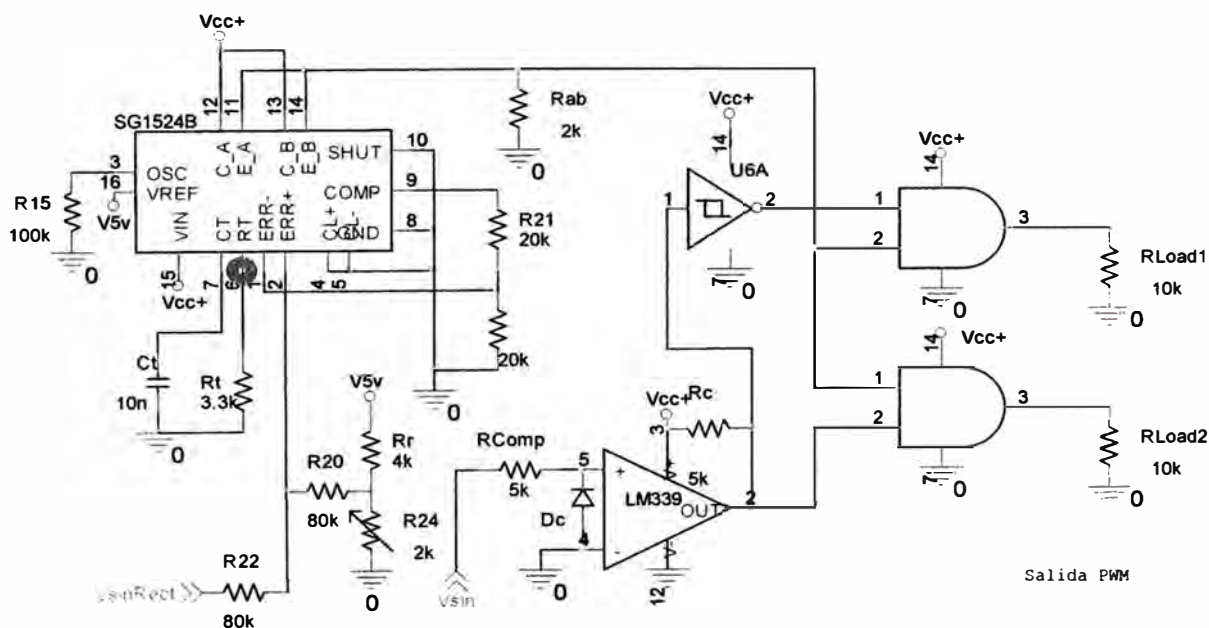 Vcc+
12
11
13
14
SG1524B
C_A
E_A
C_B
E_B
SHUT
10
3
OSC
16
VREF
COMP
9
R15
100k
V5v
VIN
CT
RT
ERR-
ERR+
CL+
CL-
GND
8
0
15
Vcc+
7
6
1
2
4
5
0
Rab
2k
0
R21
20k
20k
0
Ct
10n
Rt
3.3k
0
V5v
Rr
4k
R20
80k
R24
2k
0
R22
80k
VsinRect
Vcc+
14
U6A
1
2
7
0
Vcc+
14
1
2
3
7
0
RLoad1
10k
0
Vcc+
14
1
2
3
7
0
RLoad2
10k
0
Vcc+
Rc
5k
3
V+
RComp
5k
5
+
LM339
OUT
2
Dc
4
-
V-
12
0
0
Vsin
Salida PWM